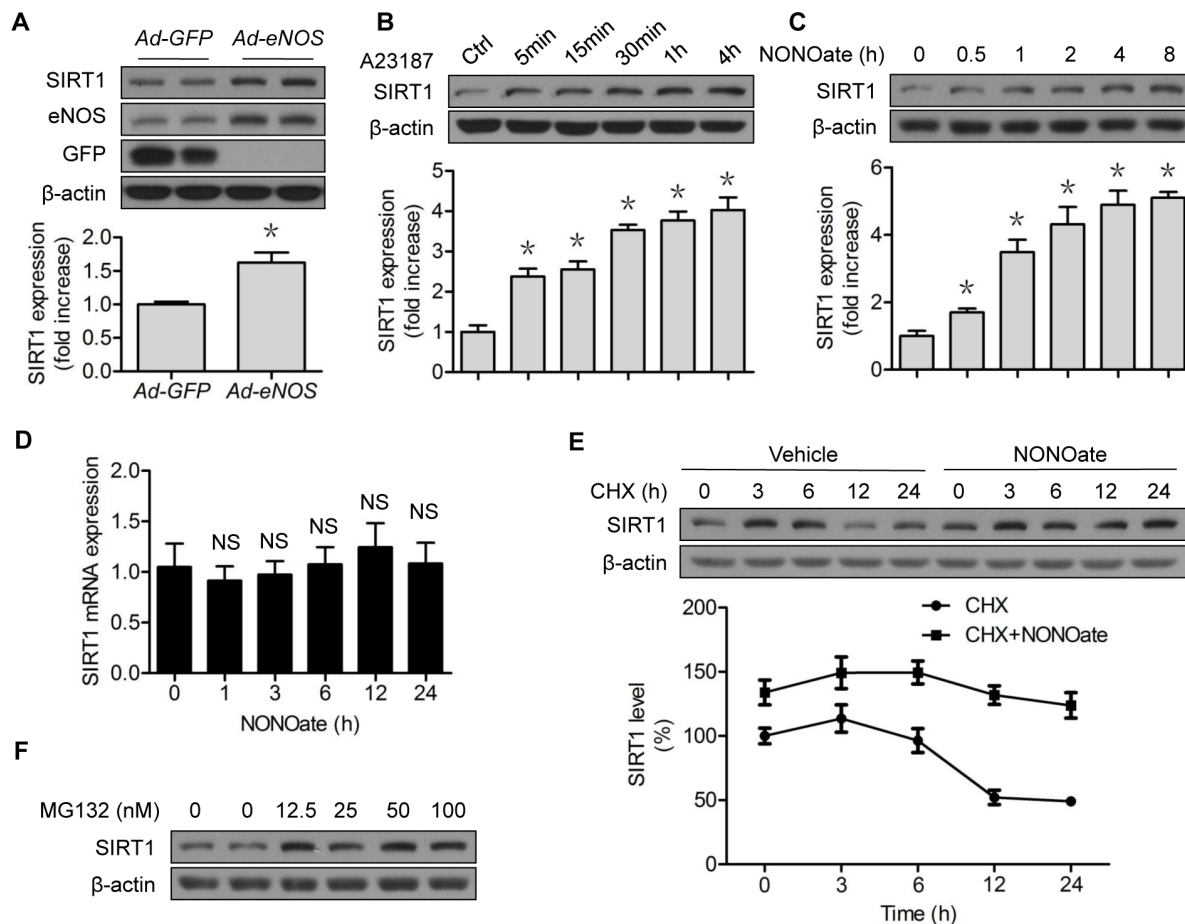 A
Ad-GFP Ad-eNOS
SIRT1
eNOS
GFP
β-actin
SIRT1 expression
(fold increase)
2.0
1.5
1.0
0.5
0.0
*
Ad-GFP Ad-eNOS
B
A23187 Ctrl 5min 15min 30min 1h 4h
SIRT1
β-actin
SIRT1 expression
(fold increase)
5
4
3
2
1
0
* * * * *
C
NONOate (h) 0 0.5 1 2 4 8
SIRT1
β-actin
SIRT1 expression
(fold increase)
6
4
2
0
* * * * *
D
SIRT1 mRNA expression
2.0
1.5
1.0
0.5
0.0
NS NS NS NS NS
0 1 3 6 12 24
NONOate (h)
E
Vehicle NONOate
CHX (h) 0 3 6 12 24 0 3 6 12 24
SIRT1
β-actin
SIRT1 level
(%)
200
150
100
50
0
CHX
CHX+NONOate
0 3 6 12 24
Time (h)
F
MG132 (nM) 0 0 12.5 25 50 100
SIRT1
β-actin